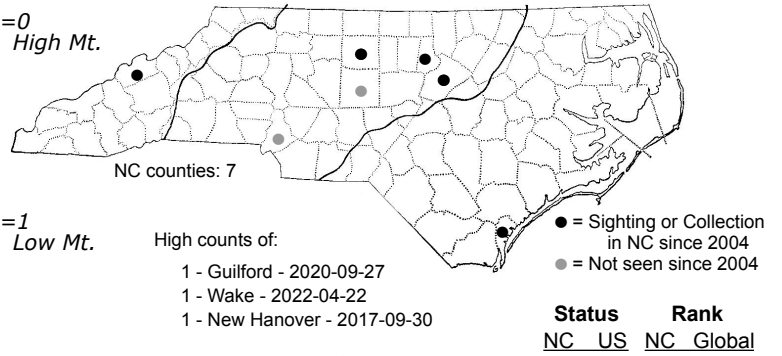 =0
High Mt.
NC counties: 7
=1
Low Mt.
High counts of:
1 - Guilford - 2020-09-27
1 - Wake - 2022-04-22
1 - New Hanover - 2017-09-30
= Sighting or Collection
in NC since 2004
= Not seen since 2004
Status Rank
NC US NC Global